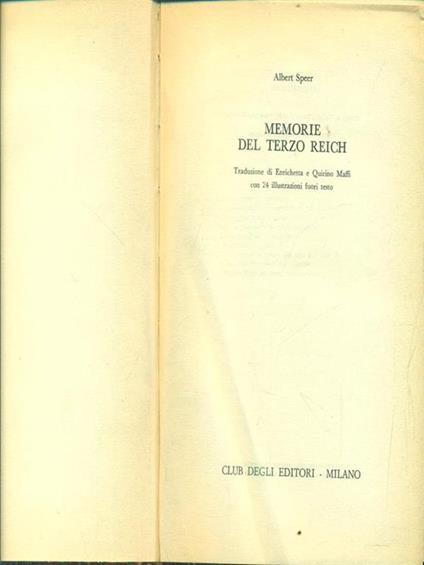 Albert Speer
MEMORIE
DEL TERZO REICH
Traduzione di Enrichetta e Quirino Maffi
con 24 illustrazioni fuori testo
CLUB DEGLI EDITORI - MILANO